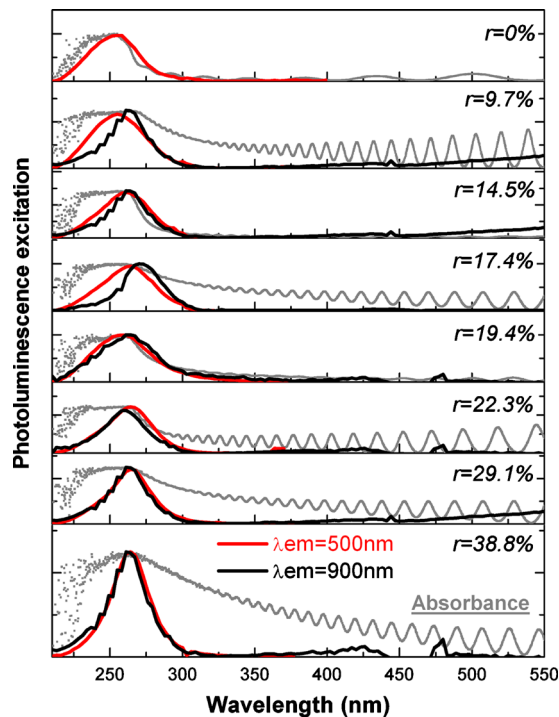 Photoluminescence excitation
r=0%
r=9.7%
r=14.5%
r=17.4%
r=19.4%
r=22.3%
r=29.1%
r=38.8%
λem=500nm
λem=900nm
Absorbance
250 300 350 400 450 500 550
Wavelength (nm)